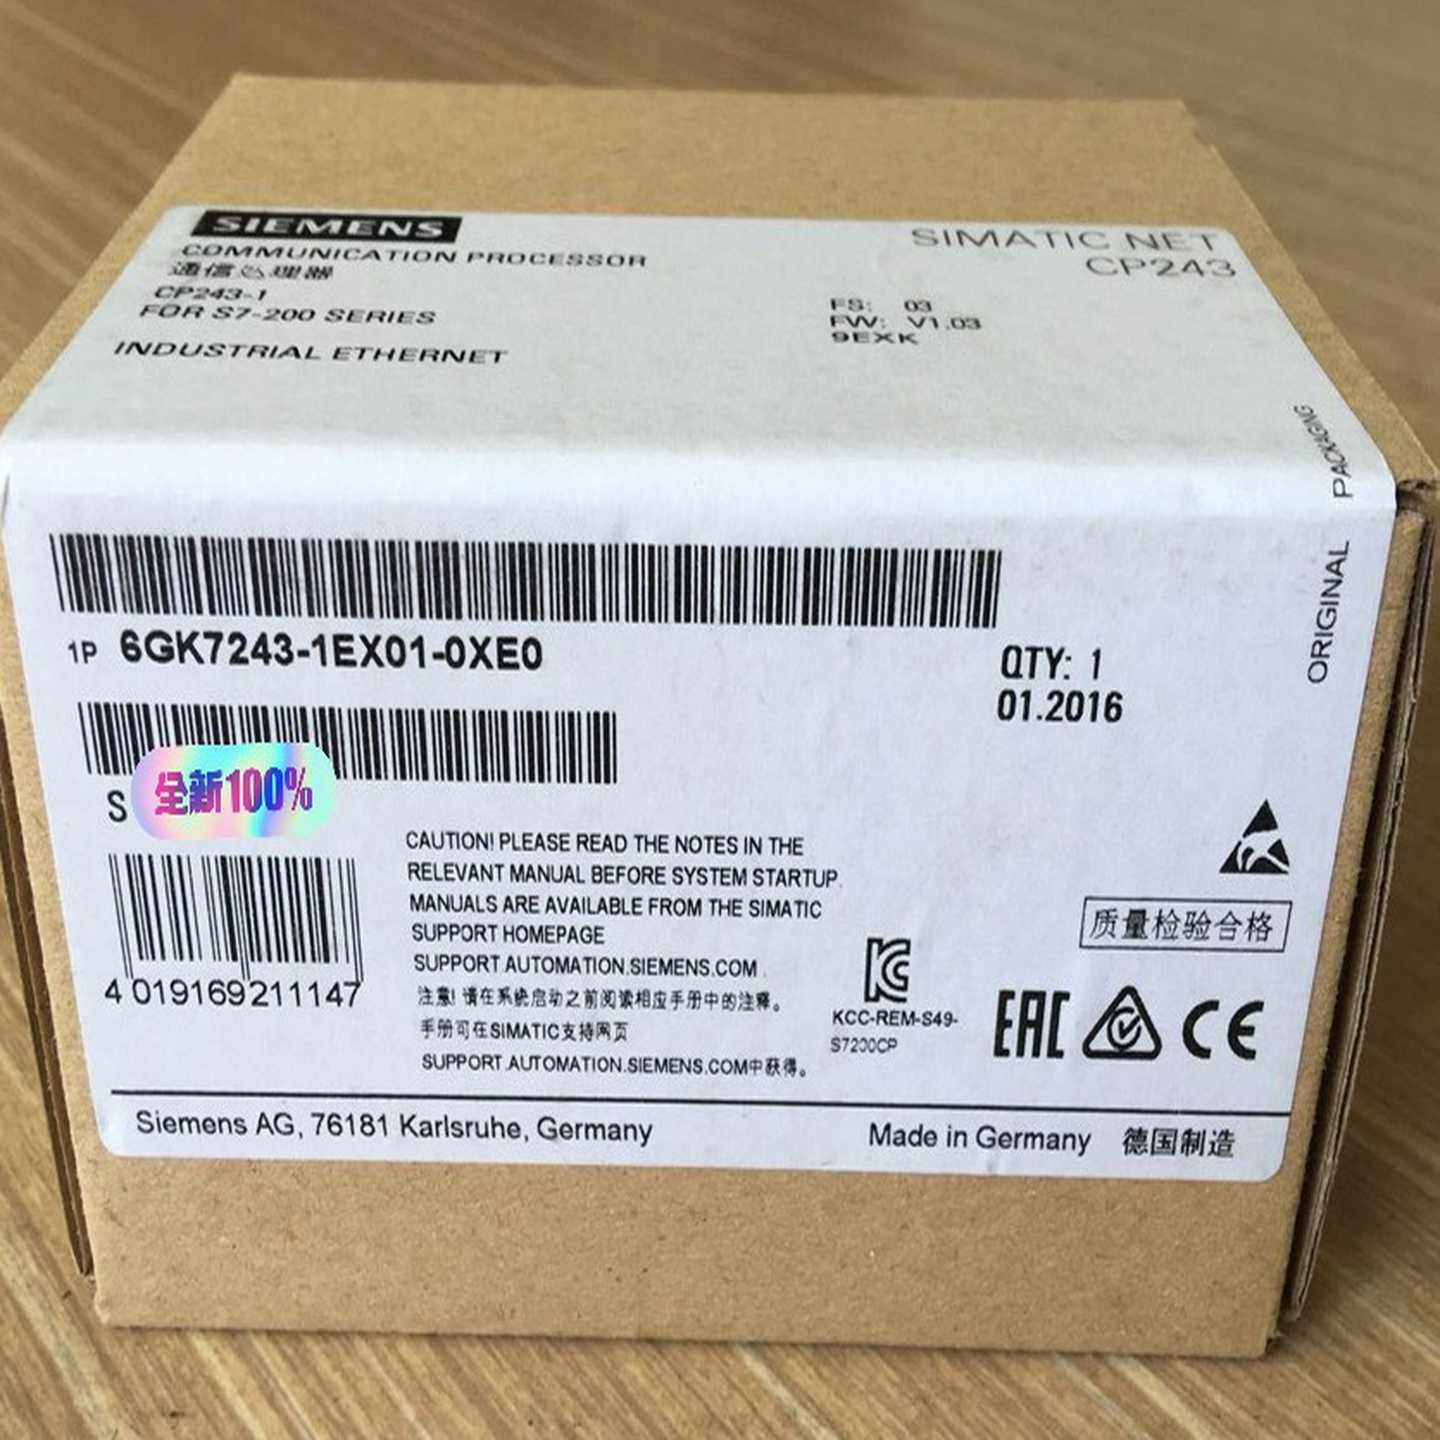 SIEMENS
COMMUNICATION PROCESSOR
通信处理器
CP243-1
FOR S7-200 SERIES
INDUSTRIAL ETHERNET
SIMATIC NET
CP243
FS: 03
FW: V1.03
9EXK
ORIGINAL PACKAGING
1P 6GK7243-1EX01-0XE0
QTY: 1
01.2016
S
全新100%
4 019169 211147
CAUTION! PLEASE READ THE NOTES IN THE
RELEVANT MANUAL BEFORE SYSTEM STARTUP.
MANUALS ARE AVAILABLE FROM THE SIMATIC
SUPPORT HOMEPAGE
SUPPORT.AUTOMATION.SIEMENS.COM
注意! 请在系统启动之前阅读相应手册中的注释。
手册可在SIMATIC支持网页
SUPPORT.AUTOMATION.SIEMENS.COM中获得。
KC
KCC-REM-S49-
S7200CP
质量检验合格
EAC
CE
Siemens AG, 76181 Karlsruhe, Germany
Made in Germany 德国制造